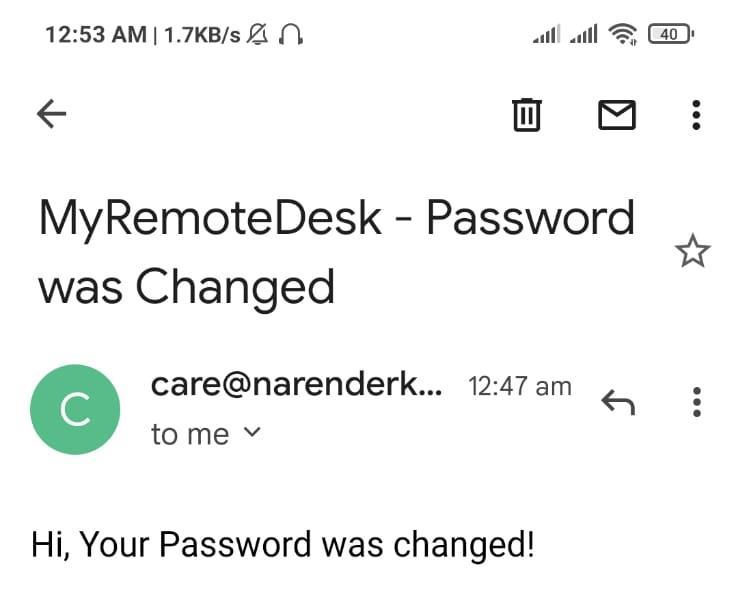 12:53 AM | 1.7KB/s
40
MyRemoteDesk - Password
was Changed
C
care@narenderk... 12:47 am
to me
Hi, Your Password was changed!